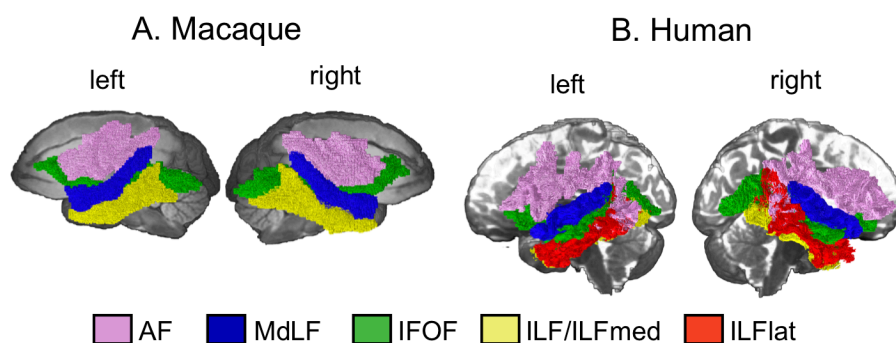 A. Macaque
B. Human
left
right
left
right
AF
MdLF
IFOF
ILF/ILFmed
ILFlat